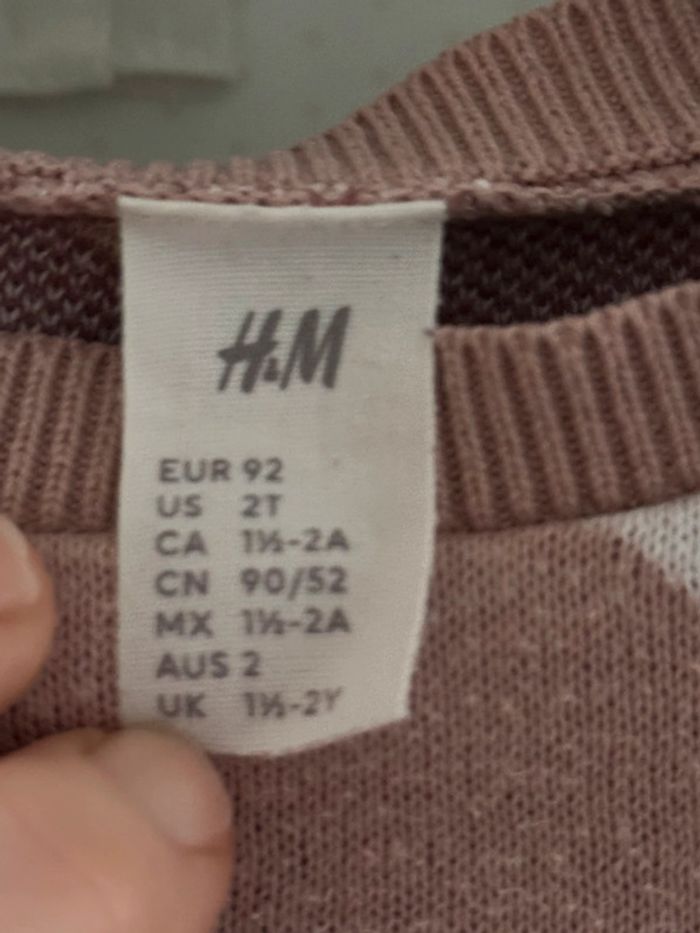 H&M
EUR 92
US 2T
CA 1½-2A
CN 90/52
MX 1½-2A
AUS 2
UK 1½-2Y